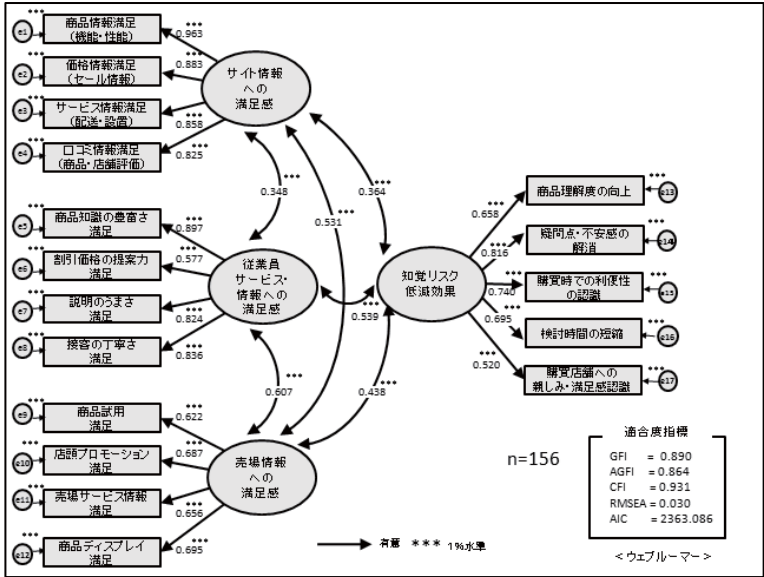 e1
***
商品情報満足
(機能・性能)
0.963
***
e2
***
価格情報満足
(セール情報)
0.883
***
e3
***
サービス情報満足
(配送・設置)
0.858
***
e4
***
口コミ情報満足
(商品・店舗評価)
0.825
***
サイト情報
への
満足感
e5
***
商品知識の豊富さ
満足
0.897
***
e6
***
割引価格の提案力
満足
0.577
***
e7
***
説明のうまさ
満足
0.824
***
e8
***
接客の丁寧さ
満足
0.836
***
従業員
サービス・
情報への
満足感
e9
***
商品試用
満足
0.622
***
e10
***
店頭プロモーション
満足
0.687
***
e11
***
売場サービス情報
満足
0.656
***
e12
***
商品ディスプレイ
満足
0.695
***
売場情報
への
満足感
0.348
***
0.531
***
0.364
***
0.539
***
0.607
***
0.438
***
知覚リスク
低減効果
0.658
***
商品理解度の向上
***
e13
0.816
***
疑問点・不安感の
解消
***
e14
0.740
***
購買時での利便性
の認識
***
e15
0.695
***
検討時間の短縮
***
e16
0.520
***
購買店舗への
親しみ・満足感認識
***
e17
n=156
適合度指標
GFI = 0.890
AGFI = 0.864
CFI = 0.931
RMSEA = 0.030
AIC = 2363.086
有意 *** 1%水準
<ウェブルーマー>